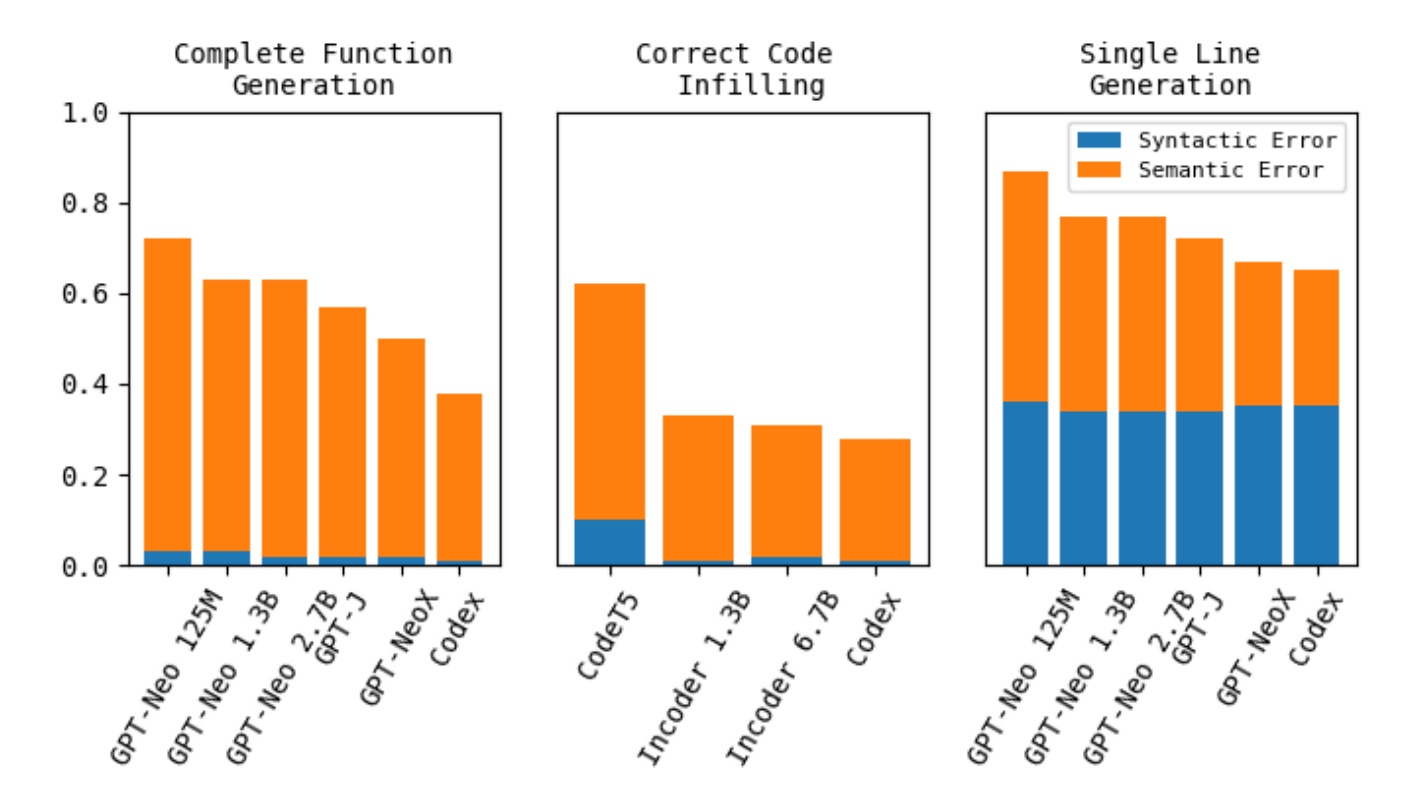 Complete Function
Generation
Correct Code
Infilling
Single Line
Generation
1.0
0.8
0.6
0.4
0.2
0.0
Syntactic Error
Semantic Error
GPT-Neo 125M
GPT-Neo 1.3B
GPT-Neo 2.7B
GPT-J
GPT-NeoX
Codex
CodeT5
Incoder 1.3B
Incoder 6.7B
Codex
GPT-Neo 125M
GPT-Neo 1.3B
GPT-Neo 2.7B
GPT-J
GPT-NeoX
Codex